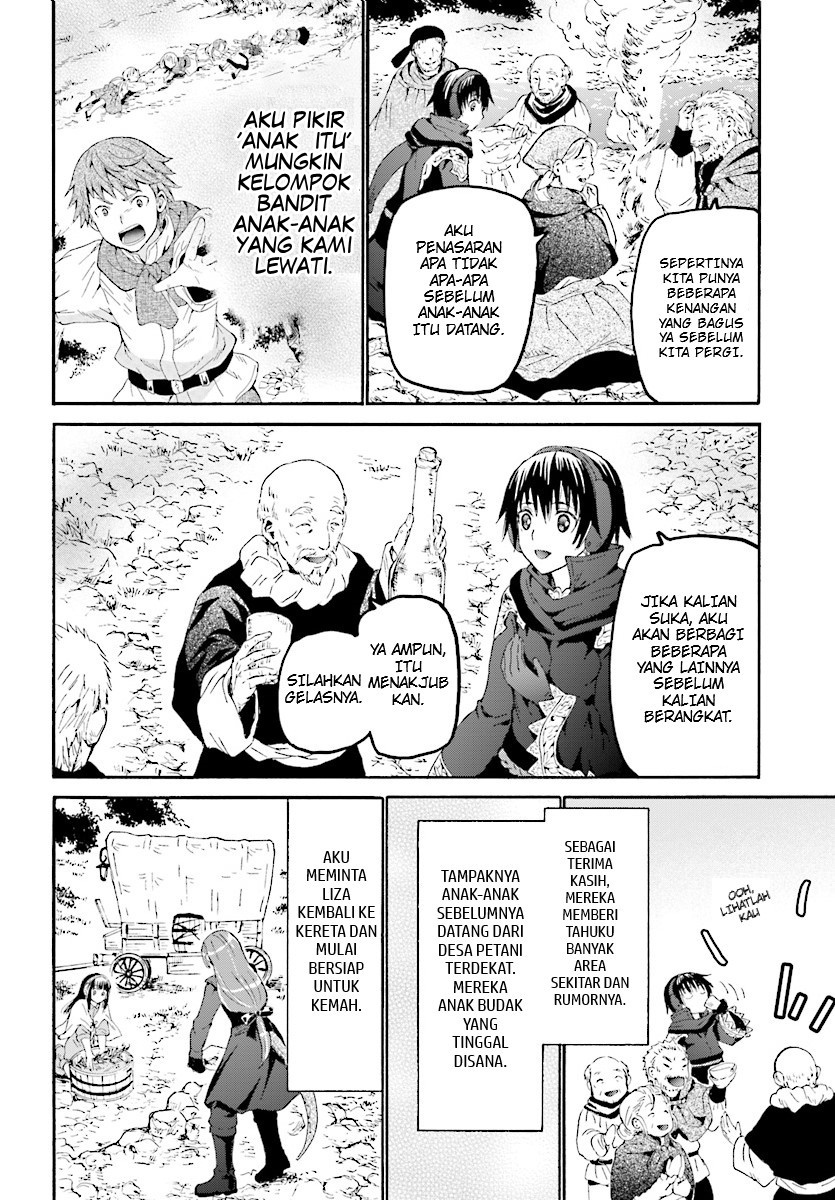 SEPERTINYA
KITA PUNYA
BEBERAPA
KENANGAN
YANG BAGUS
YA SEBELUM
KITA PERGI.
AKU
PENASARAN
APA TIDAK
APA-APA
SEBELUM
ANAK-ANAK
ITU DATANG.
AKU PIKIR
'ANAK ITU'
MUNGKIN
KELOMPOK
BANDIT
ANAK-ANAK
YANG KAMI
LEWATI.
JIKA KALIAN
SUKA, AKU
AKAN BERBAGI
BEBERAPA
YANG LAINNYA
SEBELUM
KALIAN
BERANGKAT.
YA AMPUN,
ITU
MENAKJUB
KAN.
SILAHKAN
GELASNYA.
OOH,
LIHATLAH
KAU
SEBAGAI
TERIMA
KASIH,
MEREKA
MEMBERI
TAHUKU
BANYAK
AREA
SEKITAR DAN
RUMORNYA.
TAMPAKNYA
ANAK-ANAK
SEBELUMNYA
DATANG DARI
DESA PETANI
TERDEKAT.
MEREKA
ANAK BUDAK
YANG
TINGGAL
DISANA.
AKU
MEMINTA
LIZA
KEMBALI KE
KERETA DAN
MULAI
BERSIAP
UNTUK
KEMAH.